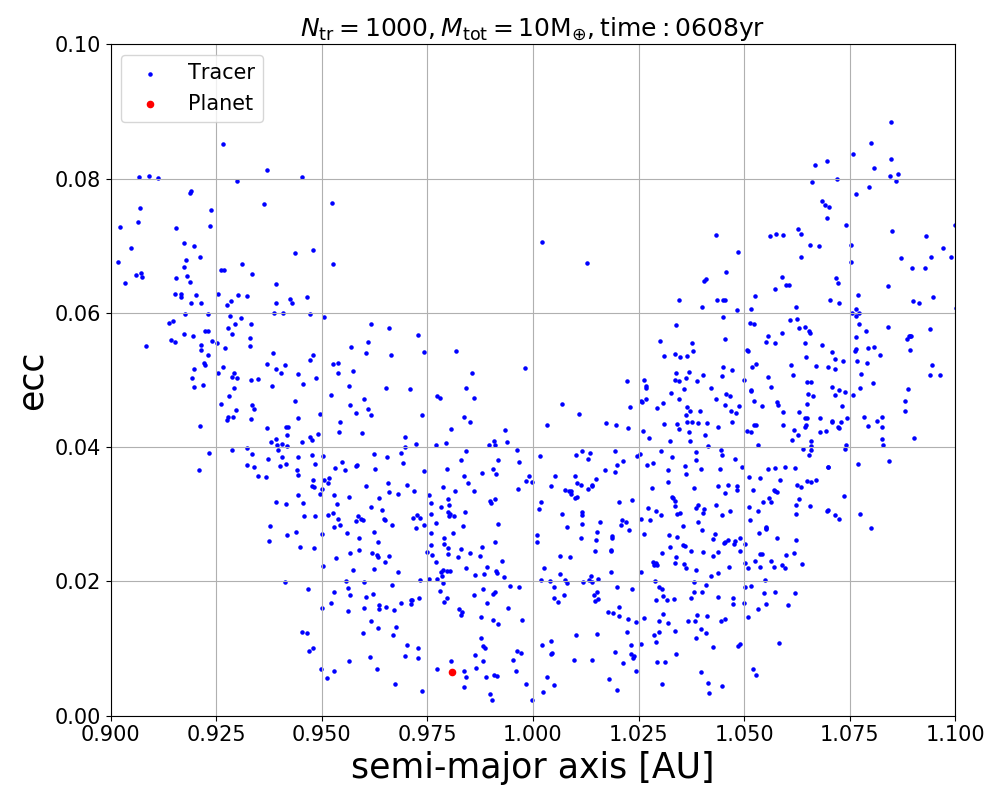 N_tr = 1000, M_tot = 10M_⊕, time : 0608yr
Tracer
Planet
ecc
0.10
0.08
0.06
0.04
0.02
0.00
0.900 0.925 0.950 0.975 1.000 1.025 1.050 1.075 1.100
semi-major axis [AU]